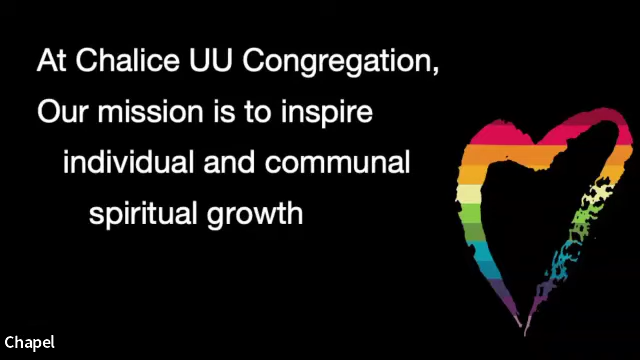 At Chalice UU Congregation,
Our mission is to inspire
individual and communal
spiritual growth
Chapel